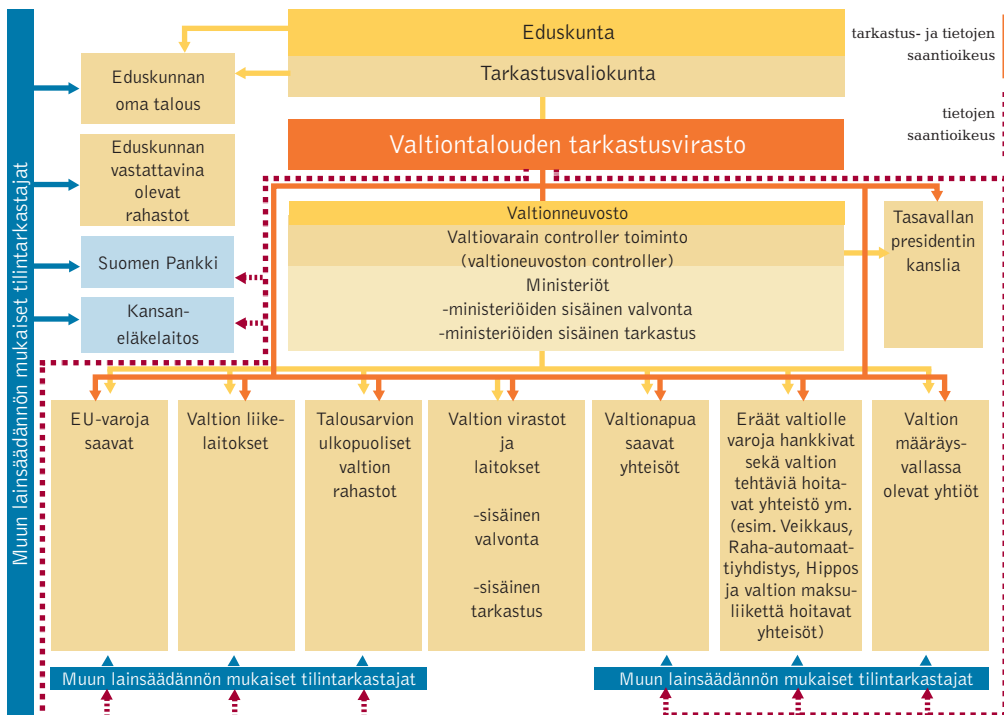 Muun lainsäädännön mukaiset tilintarkastajat
Eduskunta
Tarkastusvaliokunta
tarkastus- ja tietojen
saantioikeus
tietojen
saantioikeus
Eduskunnan
oma talous
Eduskunnan
vastattavina
olevat
rahastot
Suomen Pankki
Kansan-
eläkelaitos
Valtiontalouden tarkastusvirasto
Valtionneuvosto
Valtiovarain controller toiminto
(valtioneuvoston controller)
Ministeriöt
-ministeriöiden sisäinen valvonta
-ministeriöiden sisäinen tarkastus
Tasavallan
presidentin
kanslia
EU-varoja
saavat
Valtion liike-
laitokset
Talousarvion
ulkopuoliset
valtion
rahastot
Valtion virastot
ja
laitokset
-sisäinen
valvonta
-sisäinen
tarkastus
Valtionapua
saavat
yhteisöt
Eräät valtiolle
varoja hankkivat
sekä valtion
tehtäviä hoita-
vat yhteistö ym.
(esim. Veikkaus,
Raha-automaat-
tiyhdistys, Hippos
ja valtion maksu-
liikettä hoitavat
yhteisöt)
Valtion
määräys-
vallassa
olevat yhtiöt
Muun lainsäädännön mukaiset tilintarkastajat
Muun lainsäädännön mukaiset tilintarkastajat